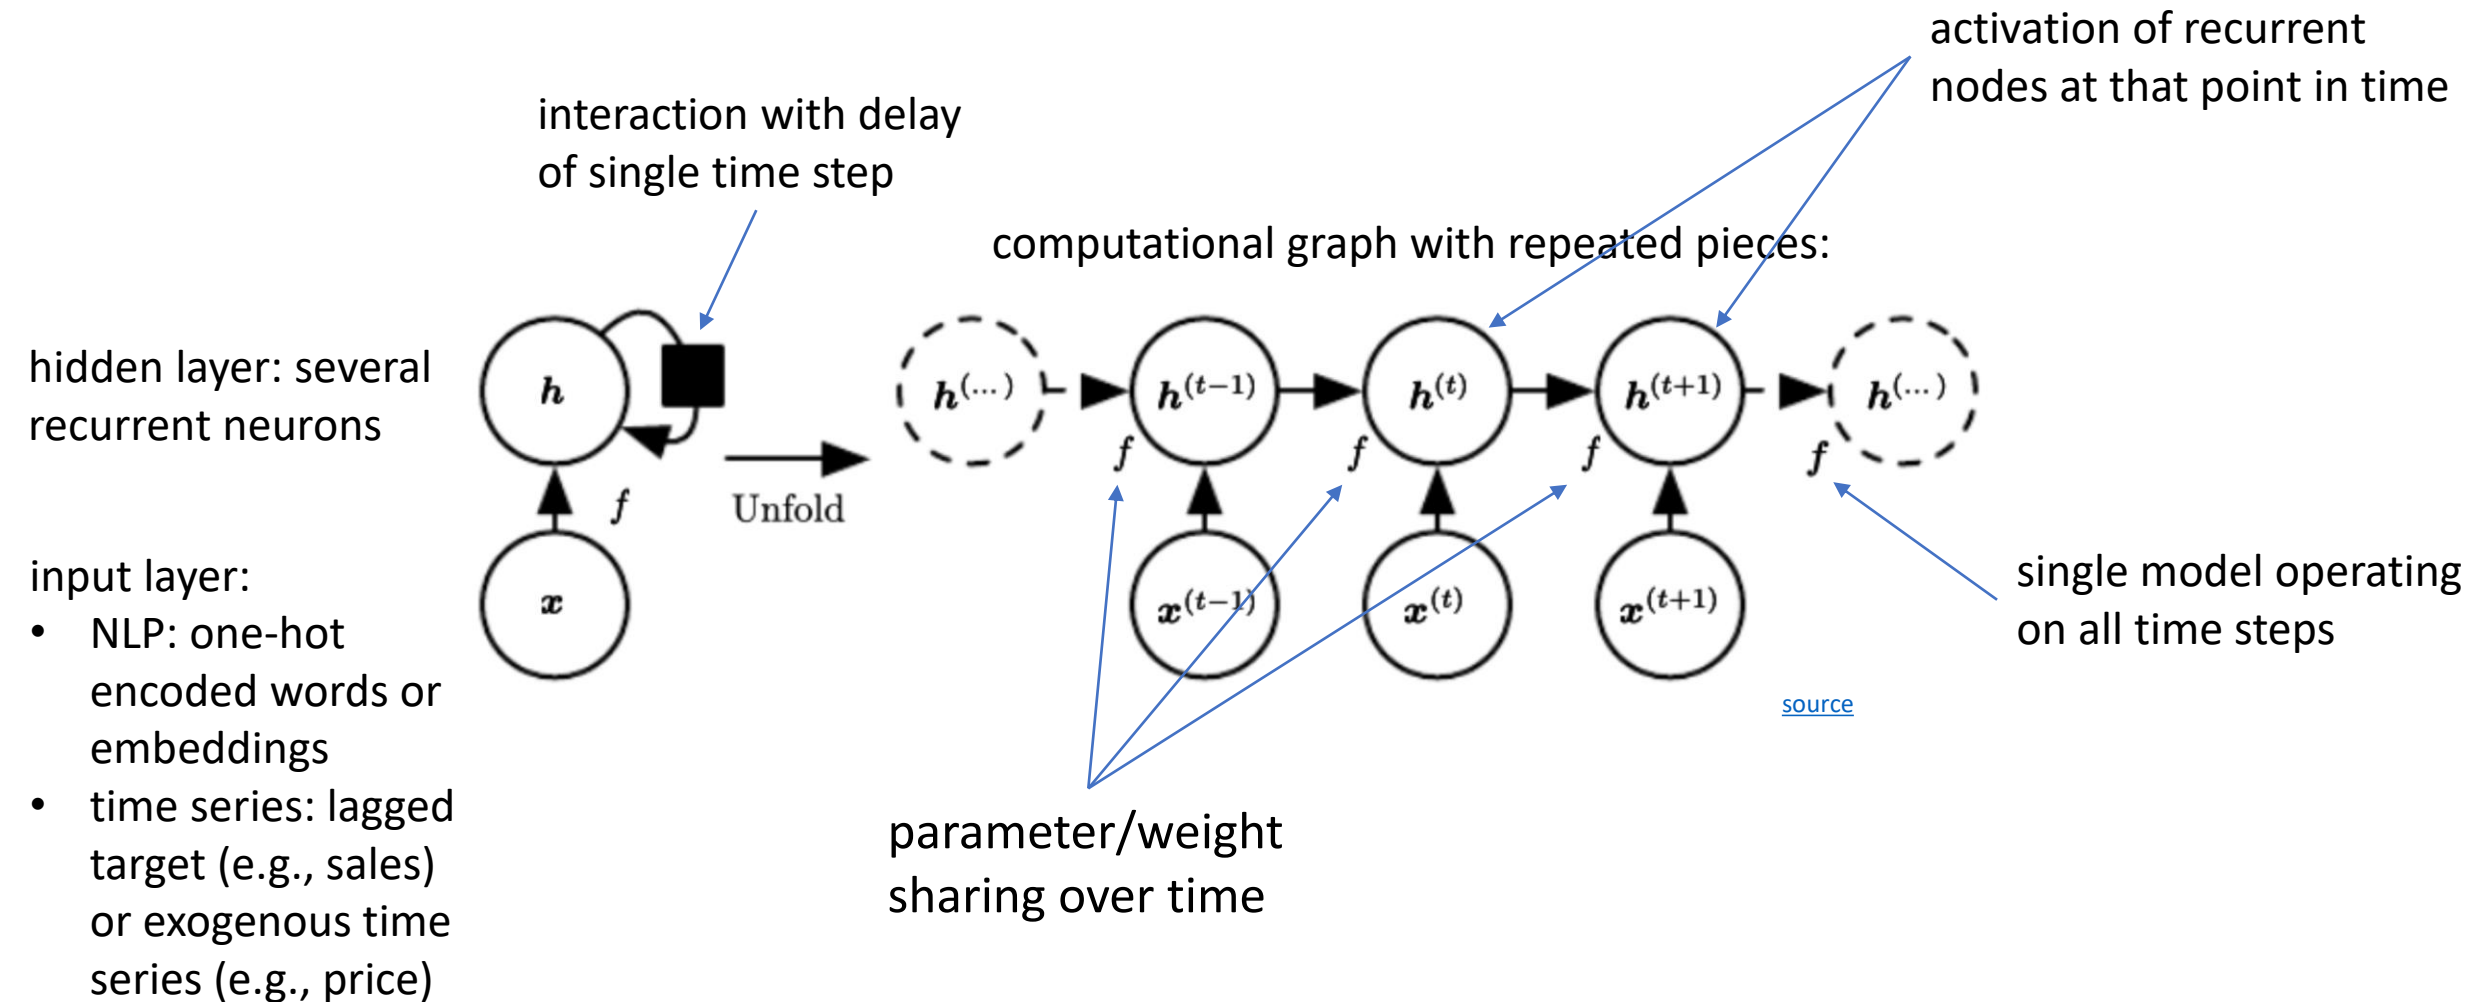 activation of recurrent
nodes at that point in time
interaction with delay
of single time step
computational graph with repeated pieces:
hidden layer: several
recurrent neurons
h
h^(...)
h^(t−1)
h^(t)
h^(t+1)
h^(...)
f
f
f
f
f
Unfold
x
x^(t−1)
x^(t)
x^(t+1)
input layer:
• NLP: one-hot
encoded words or
embeddings
• time series: lagged
target (e.g., sales)
or exogenous time
series (e.g., price)
single model operating
on all time steps
source
parameter/weight
sharing over time